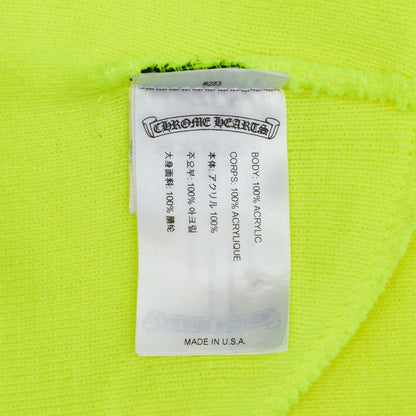 #263
CHROME HEARTS
BODY: 100% ACRYLIC
CORPS: 100% ACRYLIQUE
本体: アクリル 100%
주요부: 100% 아크릴
大身面料: 100% 腈纶
MADE IN U.S.A.